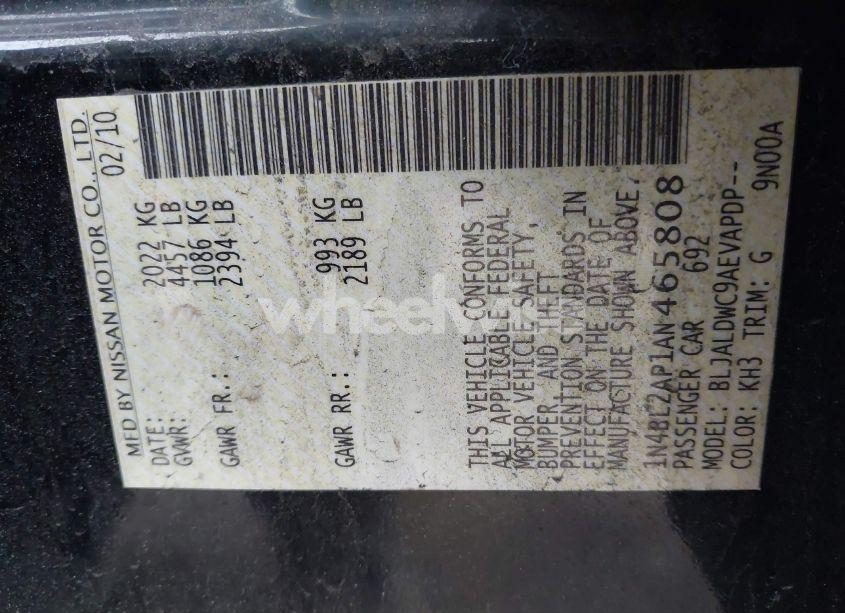 MFD BY NISSAN MOTOR CO., LTD.
DATE: 02/10
GVWR: 2022 KG
4457 LB
GAWR FR.: 1086 KG
2394 LB
GAWR RR.: 993 KG
2189 LB
THIS VEHICLE CONFORMS TO
ALL APPLICABLE FEDERAL
MOTOR VEHICLE SAFETY,
BUMPER, AND THEFT
PREVENTION STANDARDS IN
EFFECT ON THE DATE OF
MANUFACTURE SHOWN ABOVE.
1N4BL2AP1AN465808
PASSENGER CAR 692
MODEL: BLJALDWC9AEVAPDP--
COLOR: KH3 TRIM: G 9N00A